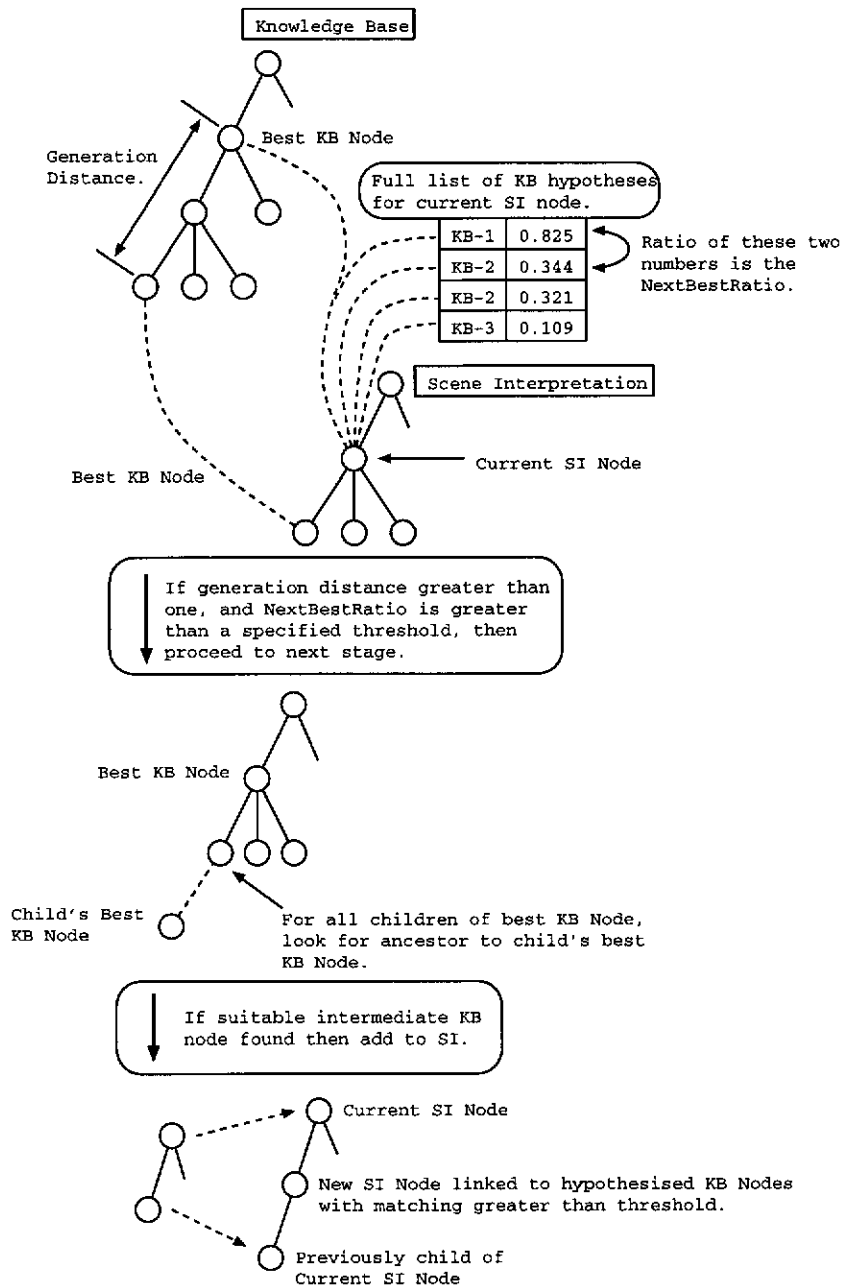 Knowledge Base
Best KB Node
Generation
Distance.
Full list of KB hypotheses
for current SI node.
KB-1 0.825
KB-2 0.344
KB-2 0.321
KB-3 0.109
Ratio of these two
numbers is the
NextBestRatio.
Scene Interpretation
Best KB Node
Current SI Node
If generation distance greater than
one, and NextBestRatio is greater
than a specified threshold, then
proceed to next stage.
Best KB Node
Child's Best
KB Node
For all children of best KB Node,
look for ancestor to child's best
KB Node.
If suitable intermediate KB
node found then add to SI.
Current SI Node
New SI Node linked to hypothesised KB Nodes
with matching greater than threshold.
Previously child of
Current SI Node